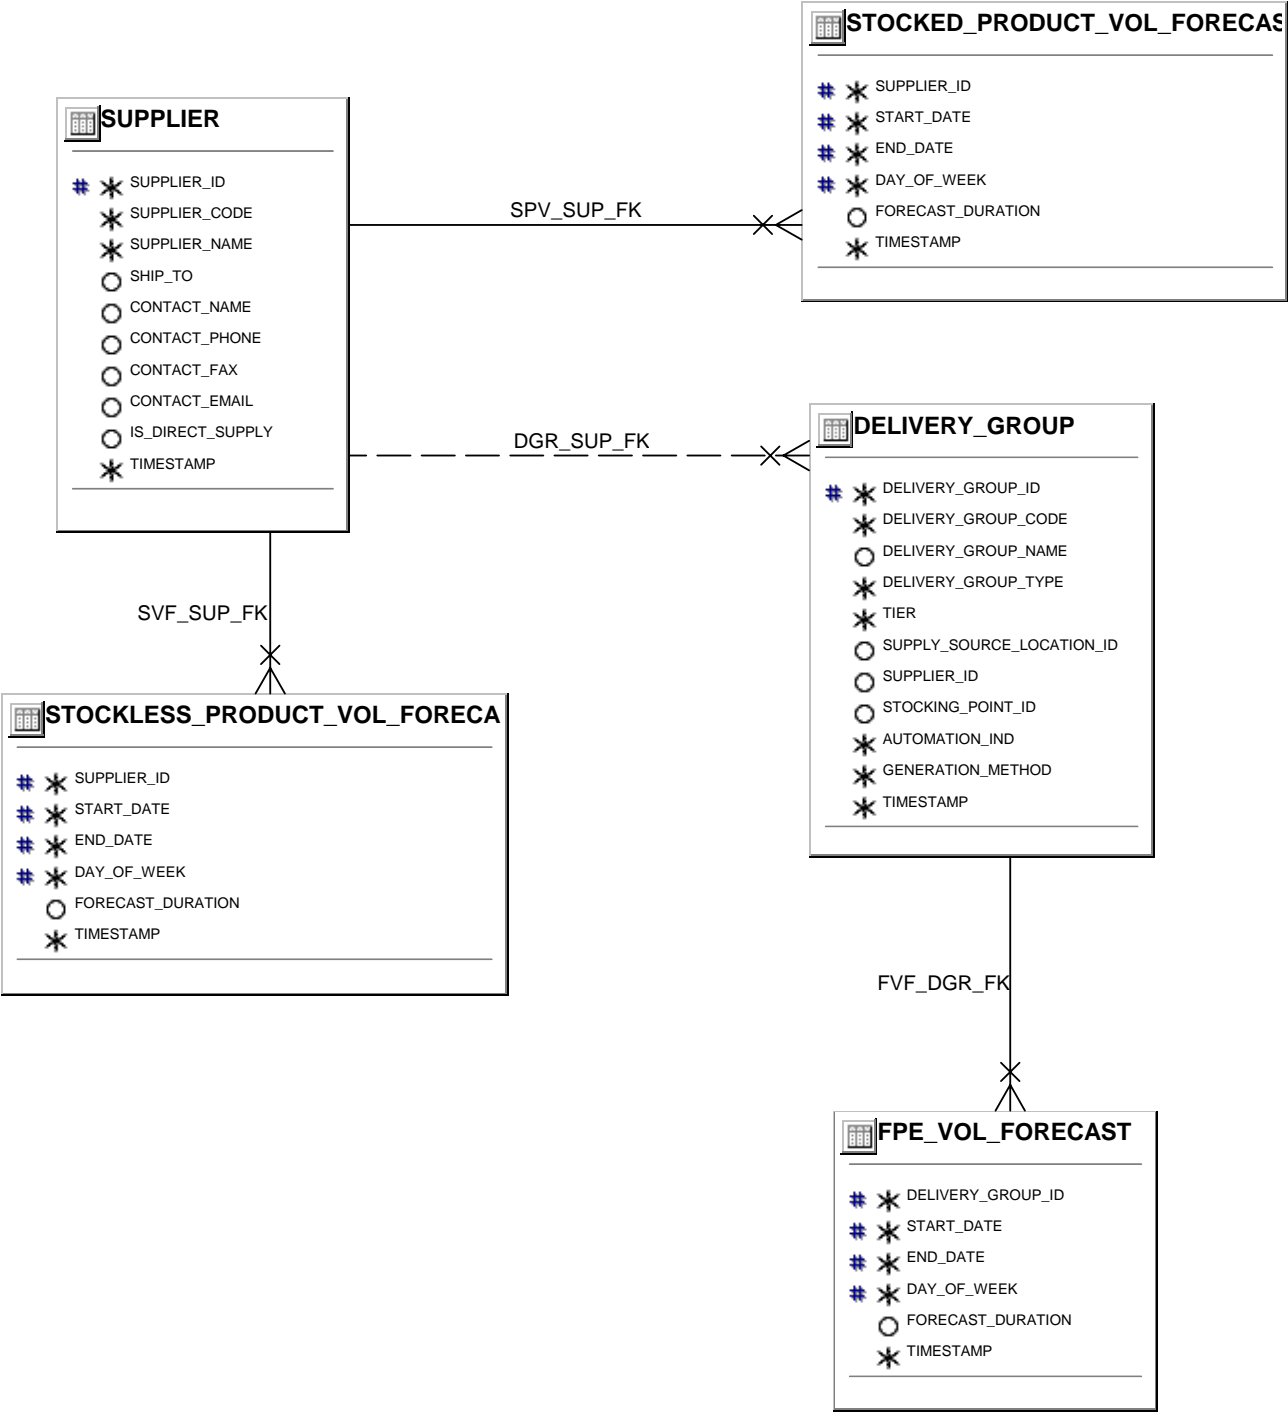 STOCKED_PRODUCT_VOL_FORECAS
# SUPPLIER_ID
# START_DATE
# END_DATE
# DAY_OF_WEEK
FORECAST_DURATION
TIMESTAMP
SUPPLIER
# SUPPLIER_ID
SUPPLIER_CODE
SUPPLIER_NAME
SHIP_TO
CONTACT_NAME
CONTACT_PHONE
CONTACT_FAX
CONTACT_EMAIL
IS_DIRECT_SUPPLY
TIMESTAMP
SPV_SUP_FK
DGR_SUP_FK
DELIVERY_GROUP
# DELIVERY_GROUP_ID
DELIVERY_GROUP_CODE
DELIVERY_GROUP_NAME
DELIVERY_GROUP_TYPE
TIER
SUPPLY_SOURCE_LOCATION_ID
SUPPLIER_ID
STOCKING_POINT_ID
AUTOMATION_IND
GENERATION_METHOD
TIMESTAMP
SVF_SUP_FK
STOCKLESS_PRODUCT_VOL_FORECA
# SUPPLIER_ID
# START_DATE
# END_DATE
# DAY_OF_WEEK
FORECAST_DURATION
TIMESTAMP
FVF_DGR_FK
FPE_VOL_FORECAST
# DELIVERY_GROUP_ID
# START_DATE
# END_DATE
# DAY_OF_WEEK
FORECAST_DURATION
TIMESTAMP